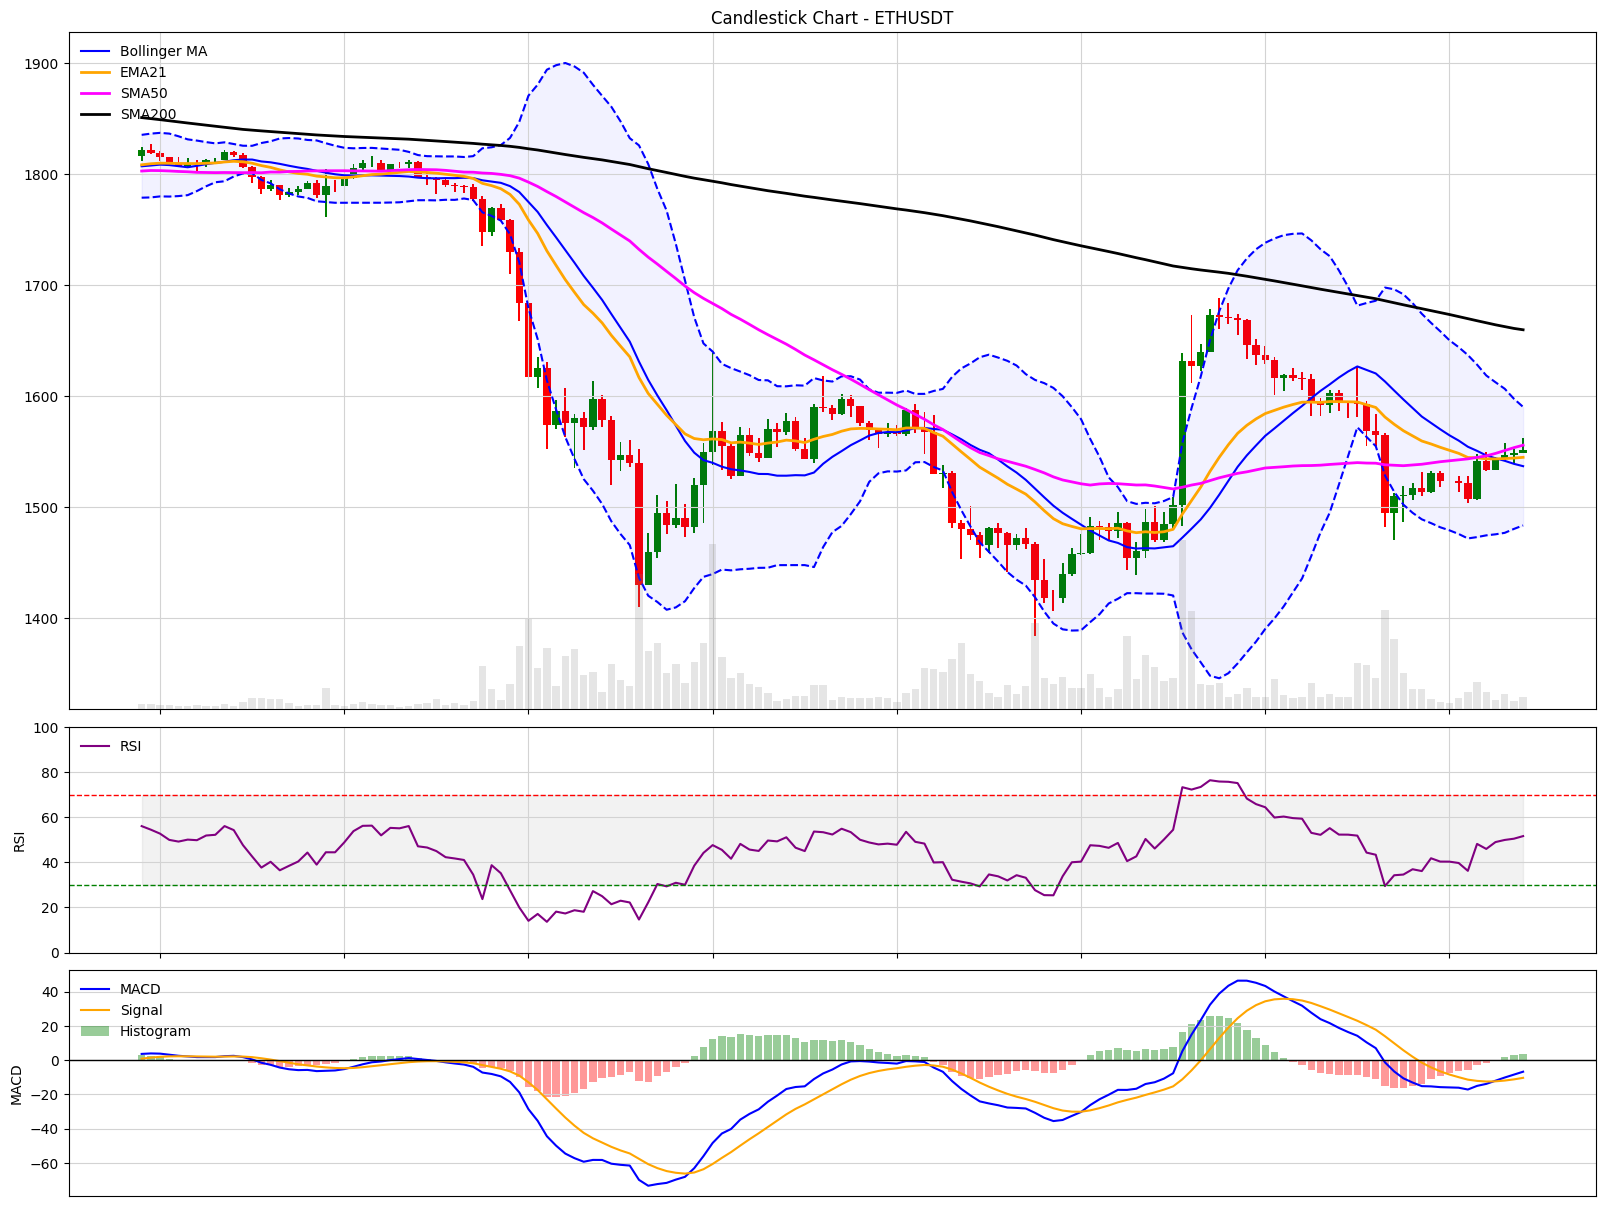 Candlestick Chart - ETHUSDT
Bollinger MA
EMA21
SMA50
SMA200
1900
1800
1700
1600
1500
1400
RSI
100
80
60
40
20
0
RSI
MACD
Signal
Histogram
40
20
0
−20
−40
−60
MACD